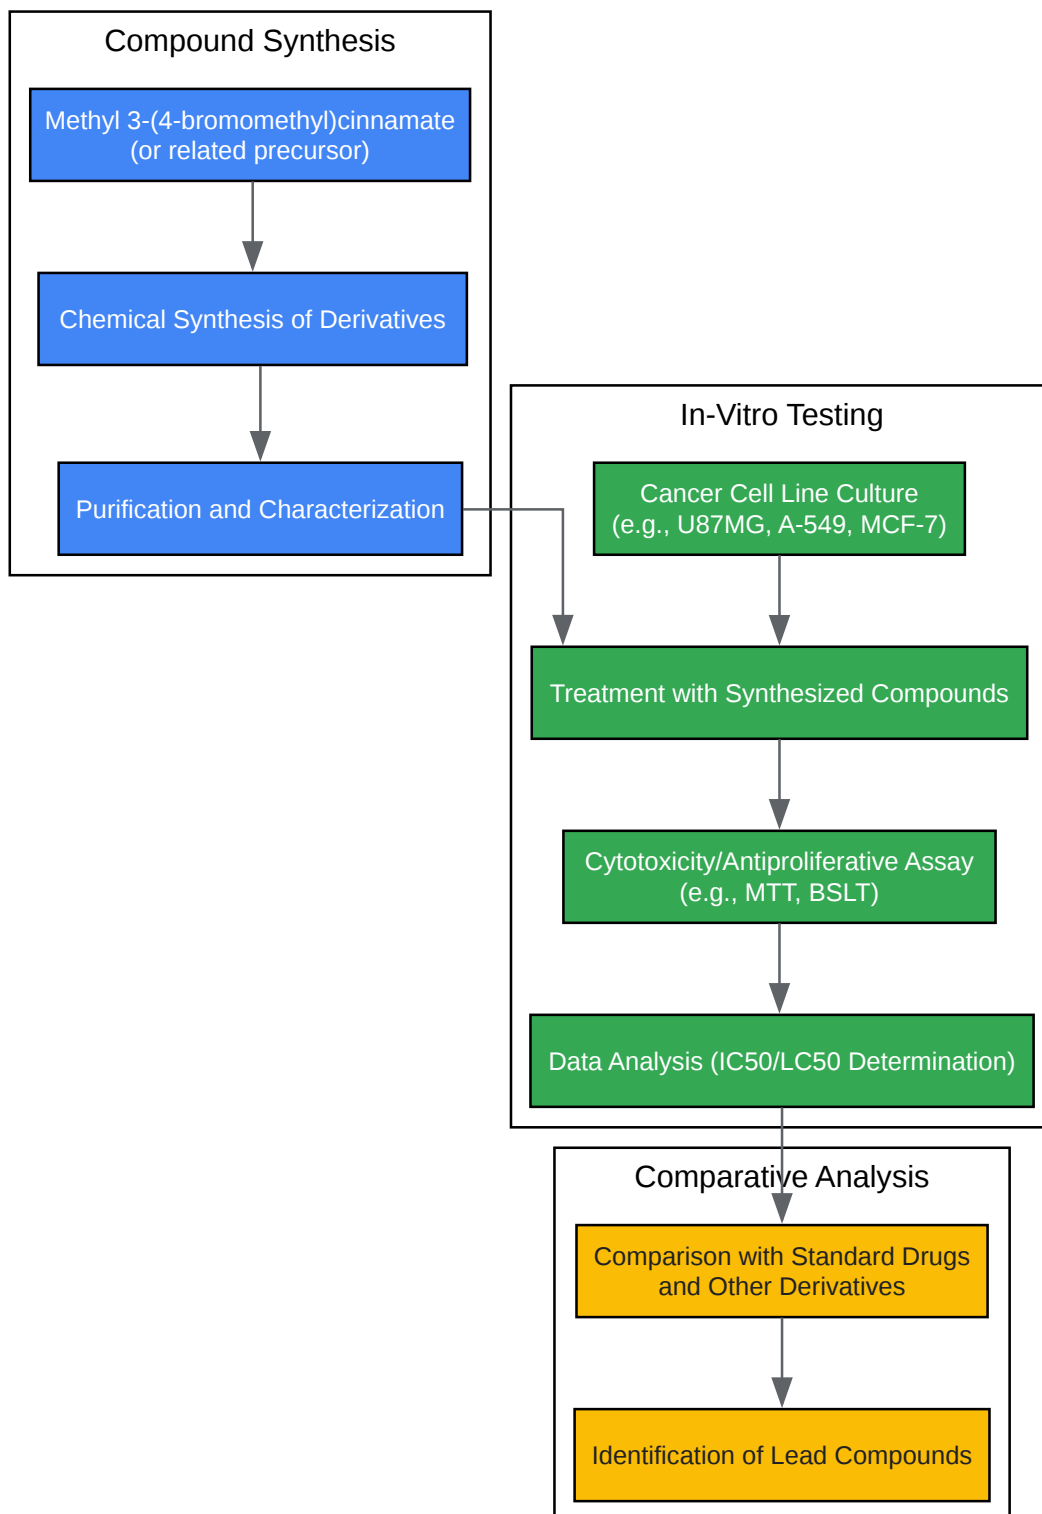 Compound Synthesis
Methyl 3-(4-bromomethyl)cinnamate
(or related precursor)
Chemical Synthesis of Derivatives
Purification and Characterization
In-Vitro Testing
Cancer Cell Line Culture
(e.g., U87MG, A-549, MCF-7)
Treatment with Synthesized Compounds
Cytotoxicity/Antiproliferative Assay
(e.g., MTT, BSLT)
Data Analysis (IC50/LC50 Determination)
Comparative Analysis
Comparison with Standard Drugs
and Other Derivatives
Identification of Lead Compounds